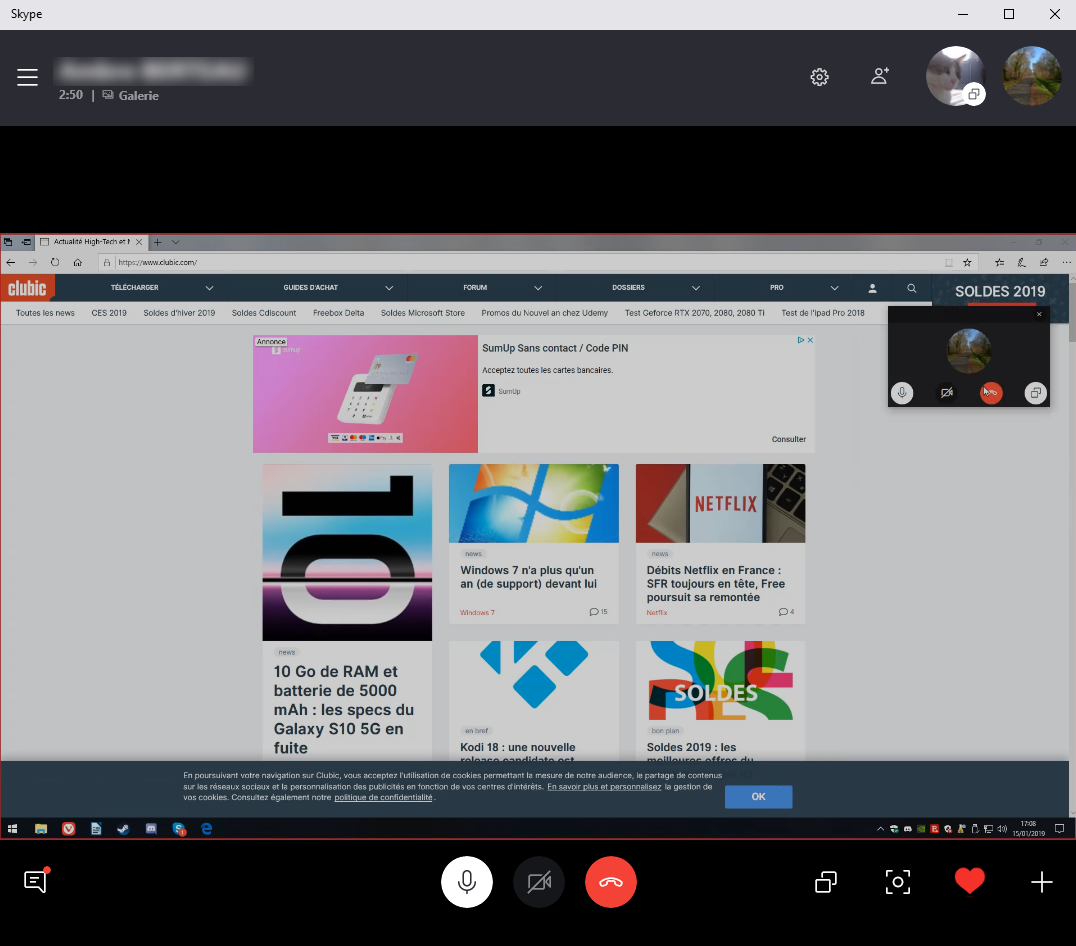 Skype
2:50 | Galerie
Actualité High-Tech et
https://www.clubic.com/
clubic
TÉLÉCHARGER
GUIDES D'ACHAT
FORUM
DOSSIERS
PRO
SOLDES 2019
Toutes les news
CES 2019
Soldes d'hiver 2019
Soldes Cdiscount
Freebox Delta
Soldes Microsoft Store
Promos du Nouvel an chez Udemy
Test Geforce RTX 2070, 2080, 2080 Ti
Test de l'ipad Pro 2018
Annonce
sumup
SumUp Sans contact / Code PIN
Acceptez toutes les cartes bancaires.
SumUp
Consulter
10
news
10 Go de RAM et
batterie de 5000
mAh : les specs du
Galaxy S10 5G en
fuite
news
Windows 7 n'a plus qu'un
an (de support) devant lui
Windows 7
15
NETFLIX
news
Débits Netflix en France :
SFR toujours en tête, Free
poursuit sa remontée
Netflix
4
en bref
Kodi 18 : une nouvelle
release candidate est
SOLDES
bon plan
Soldes 2019 : les
meilleures offres du
En poursuivant votre navigation sur Clubic, vous acceptez l'utilisation de cookies permettant la mesure de notre audience, le partage de contenus
sur les réseaux sociaux et la personnalisation des publicités en fonction de vos centres d'intérêts. En savoir plus et personnalisez la gestion de
vos cookies. Consultez également notre politique de confidentialité.
OK
17:08
15/01/2019